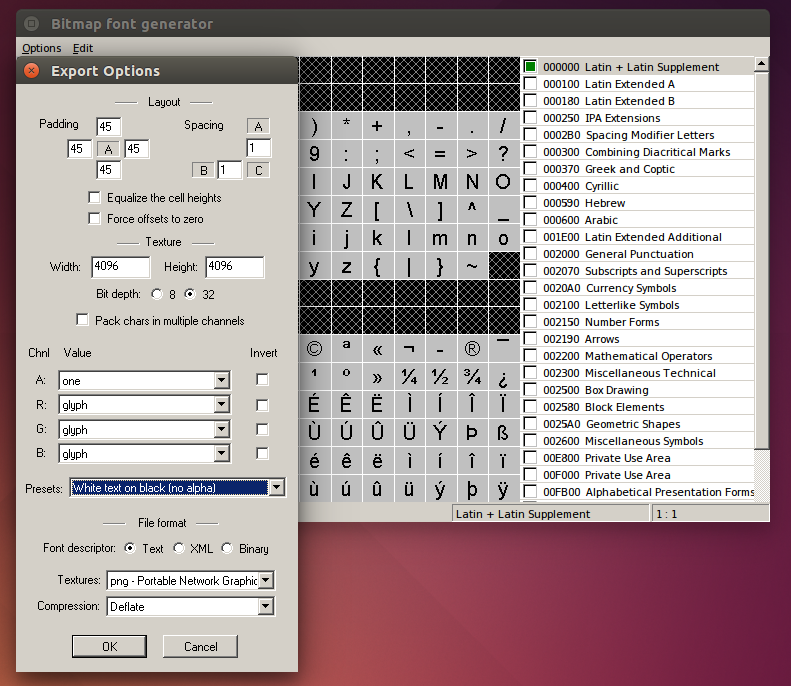 Bitmap font generator
Options Edit
Export Options
Layout
Padding 45 Spacing A
45 A 45 1
45 B 1 C
Equalize the cell heights
Force offsets to zero
Texture
Width: 4096 Height: 4096
Bit depth: 8 32
Pack chars in multiple channels
Chnl Value Invert
A: one
R: glyph
G: glyph
B: glyph
Presets: White text on black (no alpha)
File format
Font descriptor: Text XML Binary
Textures: png - Portable Network Graphic
Compression: Deflate
OK Cancel
) * + , - . /
9 : ; < = > ?
I J K L M N O
Y Z [ \ ] ^ _
i j k l m n o
y z { | } ~
© ª « ¬ - ® ¯
¹ º » ¼ ½ ¾ ¿
É Ê Ë Ì Í Î Ï
Ù Ú Û Ü Ý Þ ß
é ê ë ì í î ï
ù ú û ü ý þ ÿ
000000 Latin + Latin Supplement
000100 Latin Extended A
000180 Latin Extended B
000250 IPA Extensions
0002B0 Spacing Modifier Letters
000300 Combining Diacritical Marks
000370 Greek and Coptic
000400 Cyrillic
000590 Hebrew
000600 Arabic
001E00 Latin Extended Additional
002000 General Punctuation
002070 Subscripts and Superscripts
0020A0 Currency Symbols
002100 Letterlike Symbols
002150 Number Forms
002190 Arrows
002200 Mathematical Operators
002300 Miscellaneous Technical
002500 Box Drawing
002580 Block Elements
0025A0 Geometric Shapes
002600 Miscellaneous Symbols
00E800 Private Use Area
00F000 Private Use Area
00FB00 Alphabetical Presentation Forms
Latin + Latin Supplement 1 : 1